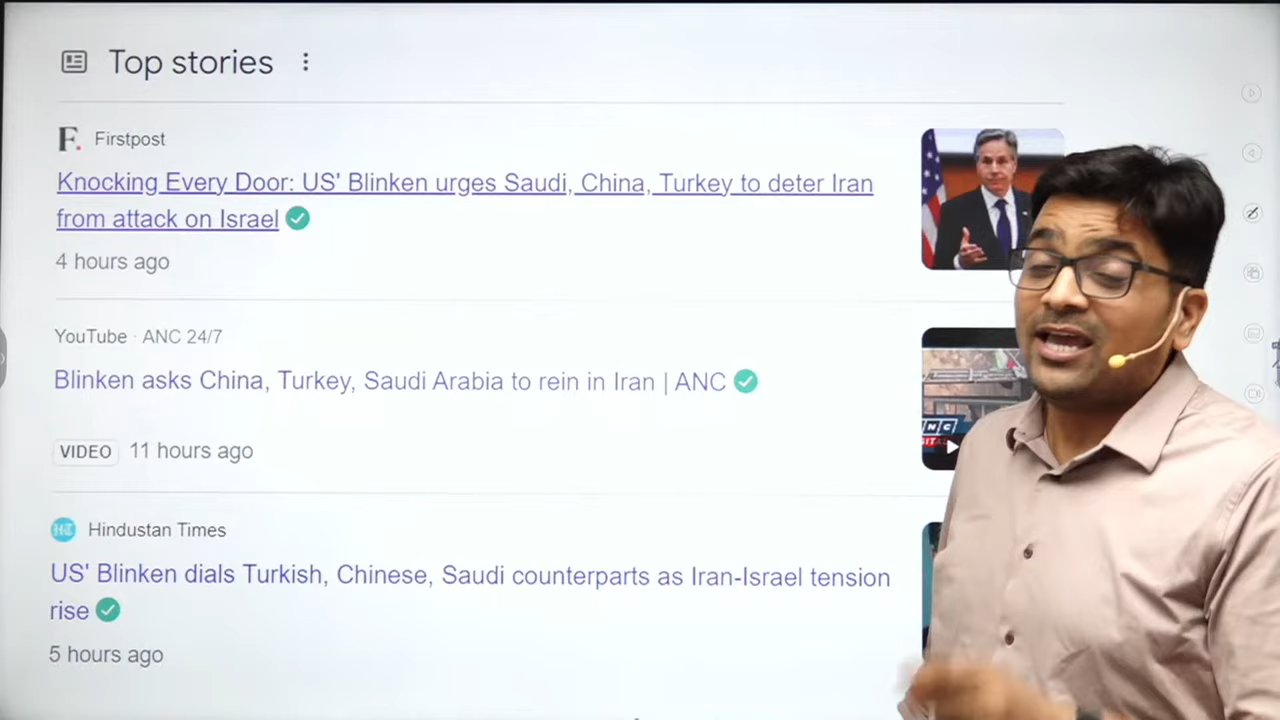 Top stories
F. Firstpost
Knocking Every Door: US' Blinken urges Saudi, China, Turkey to deter Iran
from attack on Israel
4 hours ago
YouTube · ANC 24/7
Blinken asks China, Turkey, Saudi Arabia to rein in Iran | ANC
VIDEO 11 hours ago
NC
Hindustan Times
US' Blinken dials Turkish, Chinese, Saudi counterparts as Iran-Israel tension
rise
5 hours ago